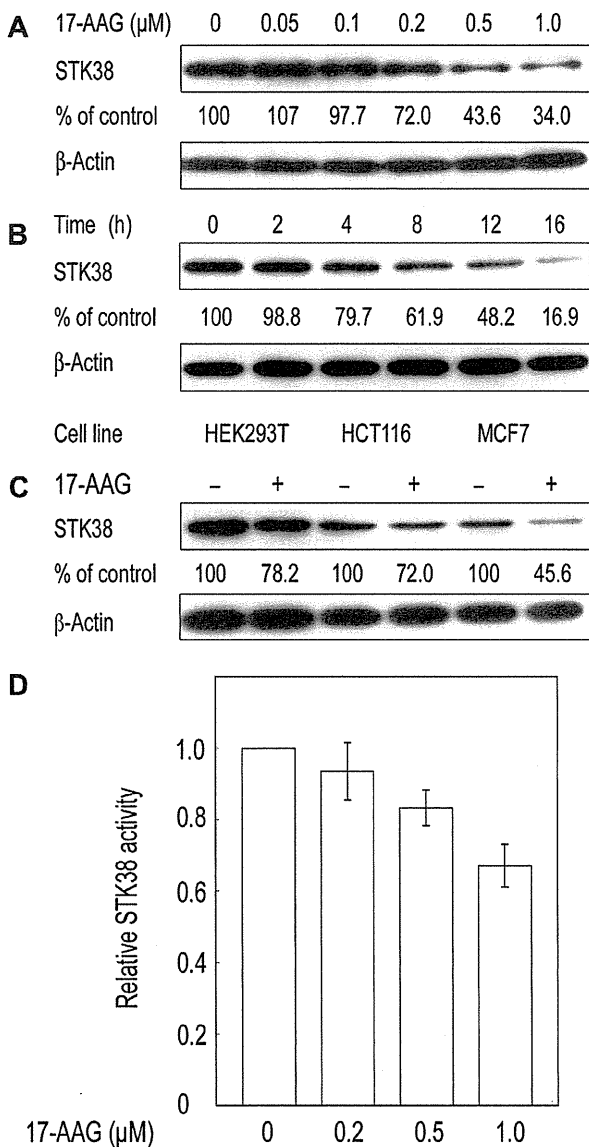 A 17-AAG (μM) 0 0.05 0.1 0.2 0.5 1.0
STK38
% of control 100 107 97.7 72.0 43.6 34.0
β-Actin
B Time (h) 0 2 4 8 12 16
STK38
% of control 100 98.8 79.7 61.9 48.2 16.9
β-Actin
Cell line HEK293T HCT116 MCF7
C 17-AAG – + – + – +
STK38
% of control 100 78.2 100 72.0 100 45.6
β-Actin
D
Relative STK38 activity
1.0
0.8
0.6
0.4
0.2
0
17-AAG (μM) 0 0.2 0.5 1.0